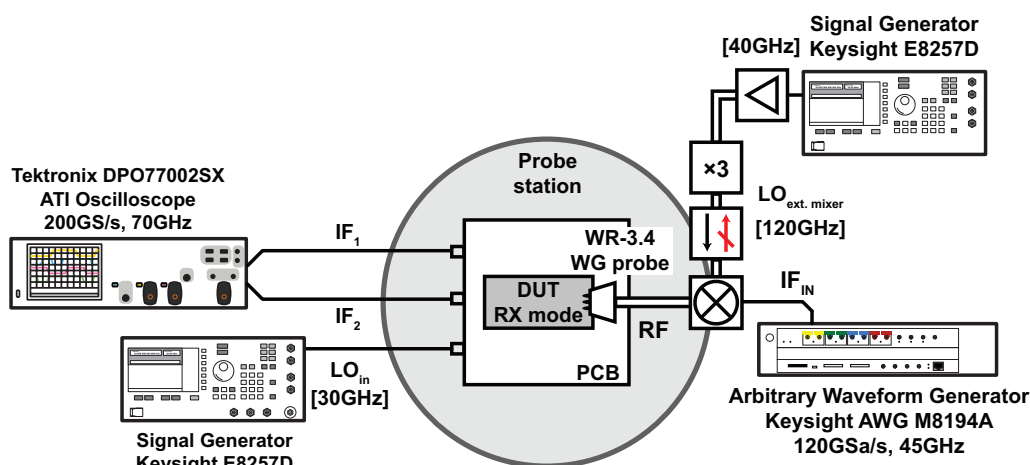 Signal Generator
Keysight E8257D
[40GHz]
×3
LOext. mixer
[120GHz]
Probe
station
Tektronix DPO77002SX
ATI Oscilloscope
200GS/s, 70GHz
IF1
IF2
WR-3.4
WG probe
DUT
RX mode
RF
IFIN
PCB
LOin
[30GHz]
Arbitrary Waveform Generator
Keysight AWG M8194A
120GSa/s, 45GHz
Signal Generator
Keysight E8257D